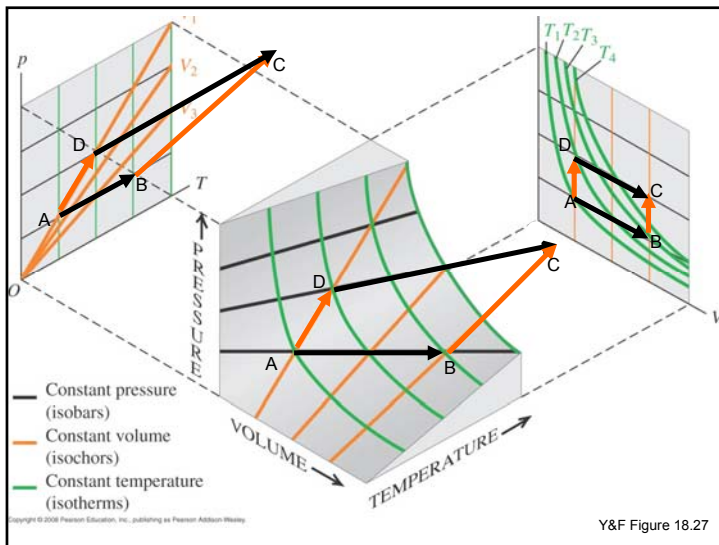 p
V₁
V₂
V₃
C
D
B
A
T
O
PRESSURE
D
C
A
B
VOLUME
TEMPERATURE
T₁ T₂ T₃
T₄
D
C
A
B
V
Constant pressure
(isobars)
Constant volume
(isochors)
Constant temperature
(isotherms)
Copyright © 2008 Pearson Education, Inc., publishing as Pearson Addison-Wesley.
Y&F Figure 18.27